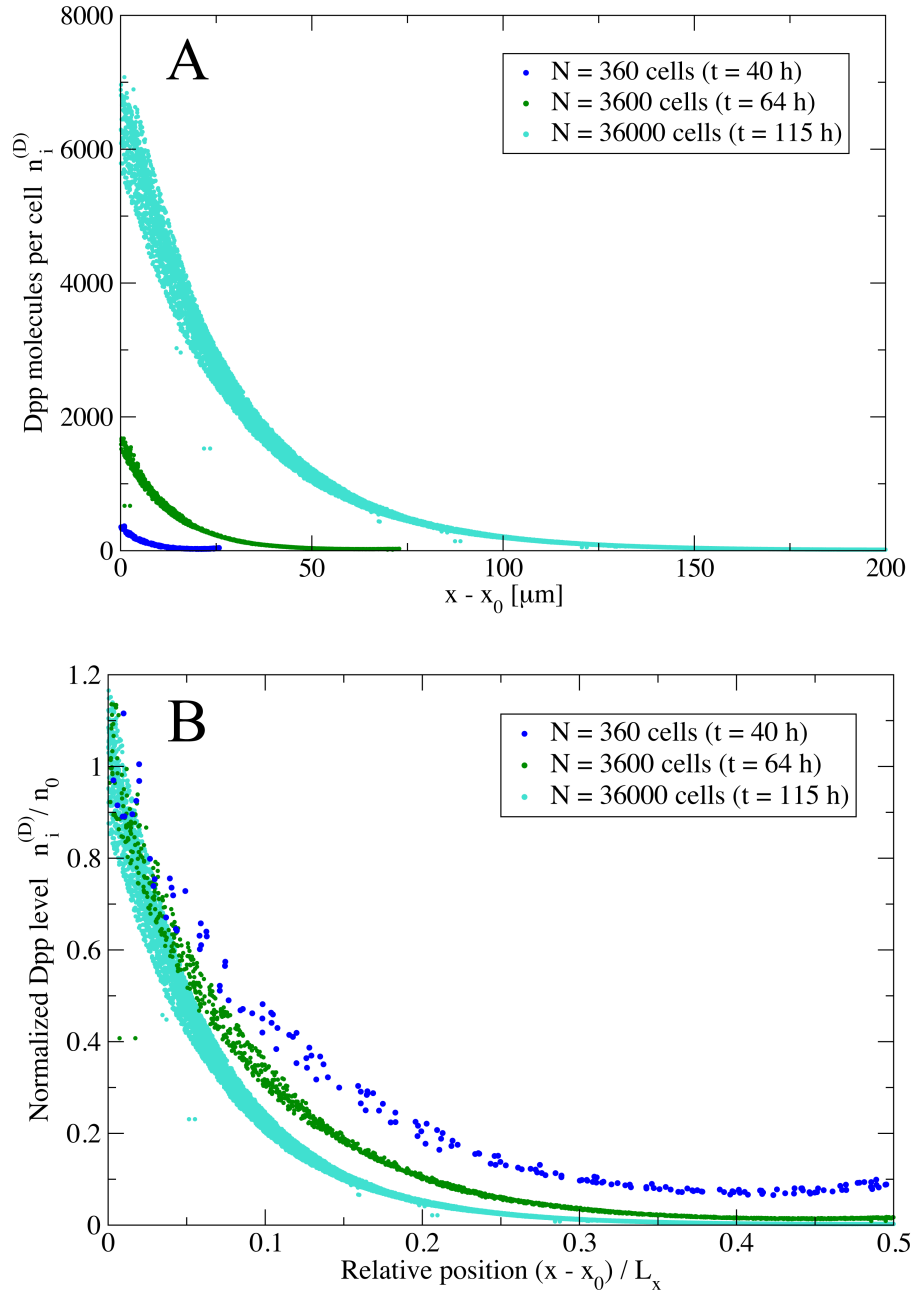 A
N = 360 cells (t = 40 h)
N = 3600 cells (t = 64 h)
N = 36000 cells (t = 115 h)
8000
6000
4000
2000
0
Dpp molecules per cell n_i^(D)
0 50 100 150 200
x - x_0 [μm]
B
N = 360 cells (t = 40 h)
N = 3600 cells (t = 64 h)
N = 36000 cells (t = 115 h)
1.2
1
0.8
0.6
0.4
0.2
0
Normalized Dpp level n_i^(D) / n_0
0 0.1 0.2 0.3 0.4 0.5
Relative position (x - x_0) / L_x